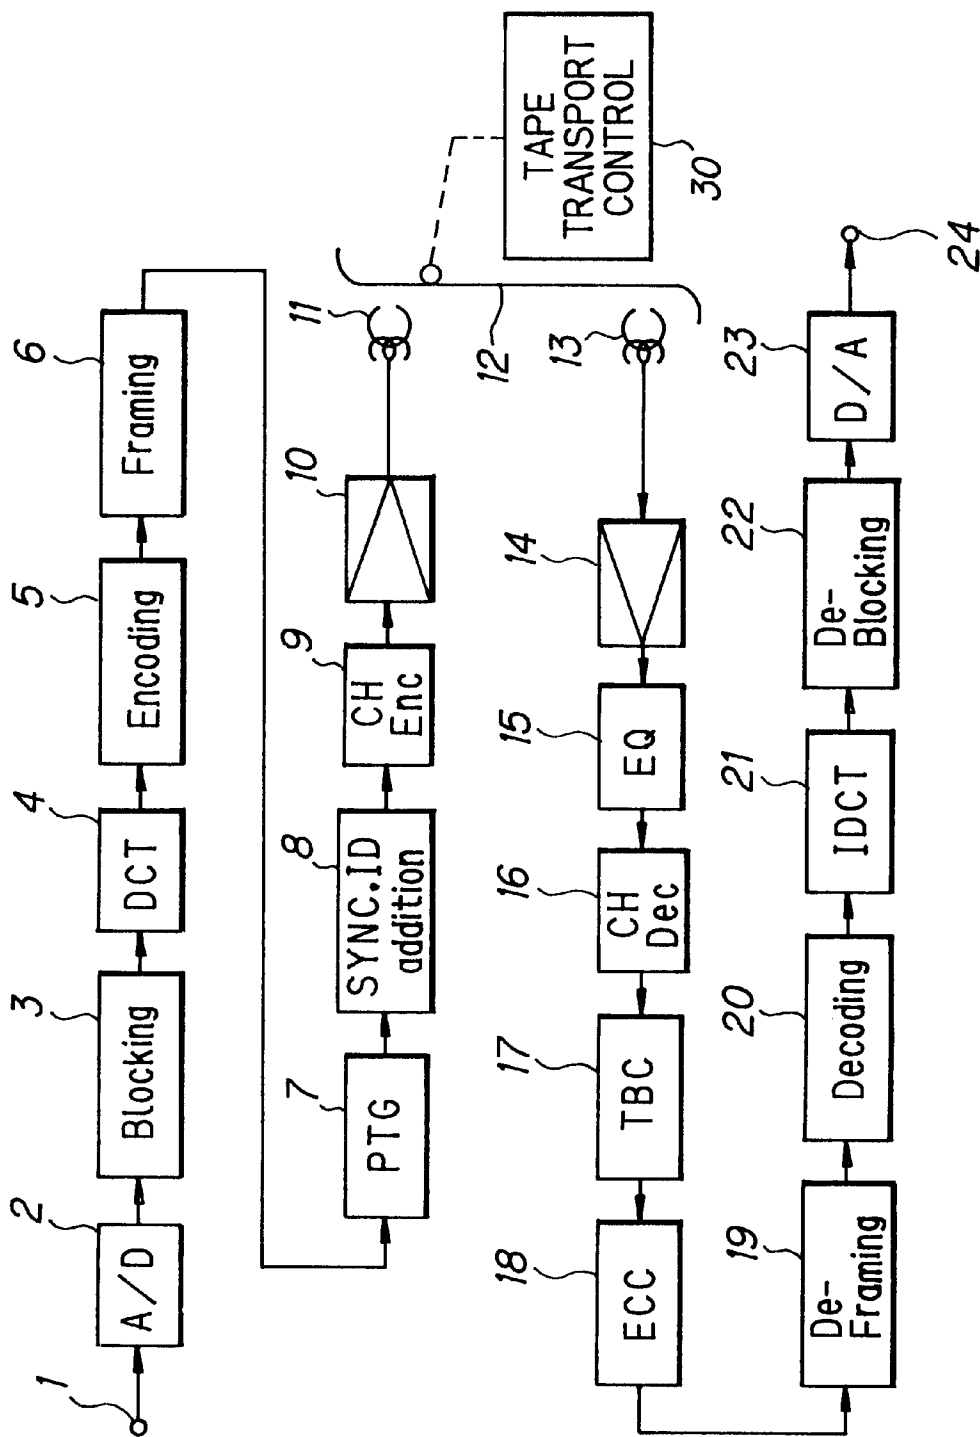 1
2
A/D
3
Blocking
4
DCT
5
Encoding
6
Framing
7
PTG
8
SYNC.ID
addition
9
CH
Enc
10
11
12
TAPE
TRANSPORT
CONTROL
30
13
14
15
EQ
16
CH
Dec
17
TBC
18
ECC
19
De-
Framing
20
Decoding
21
IDCT
22
De-
Blocking
23
D/A
24